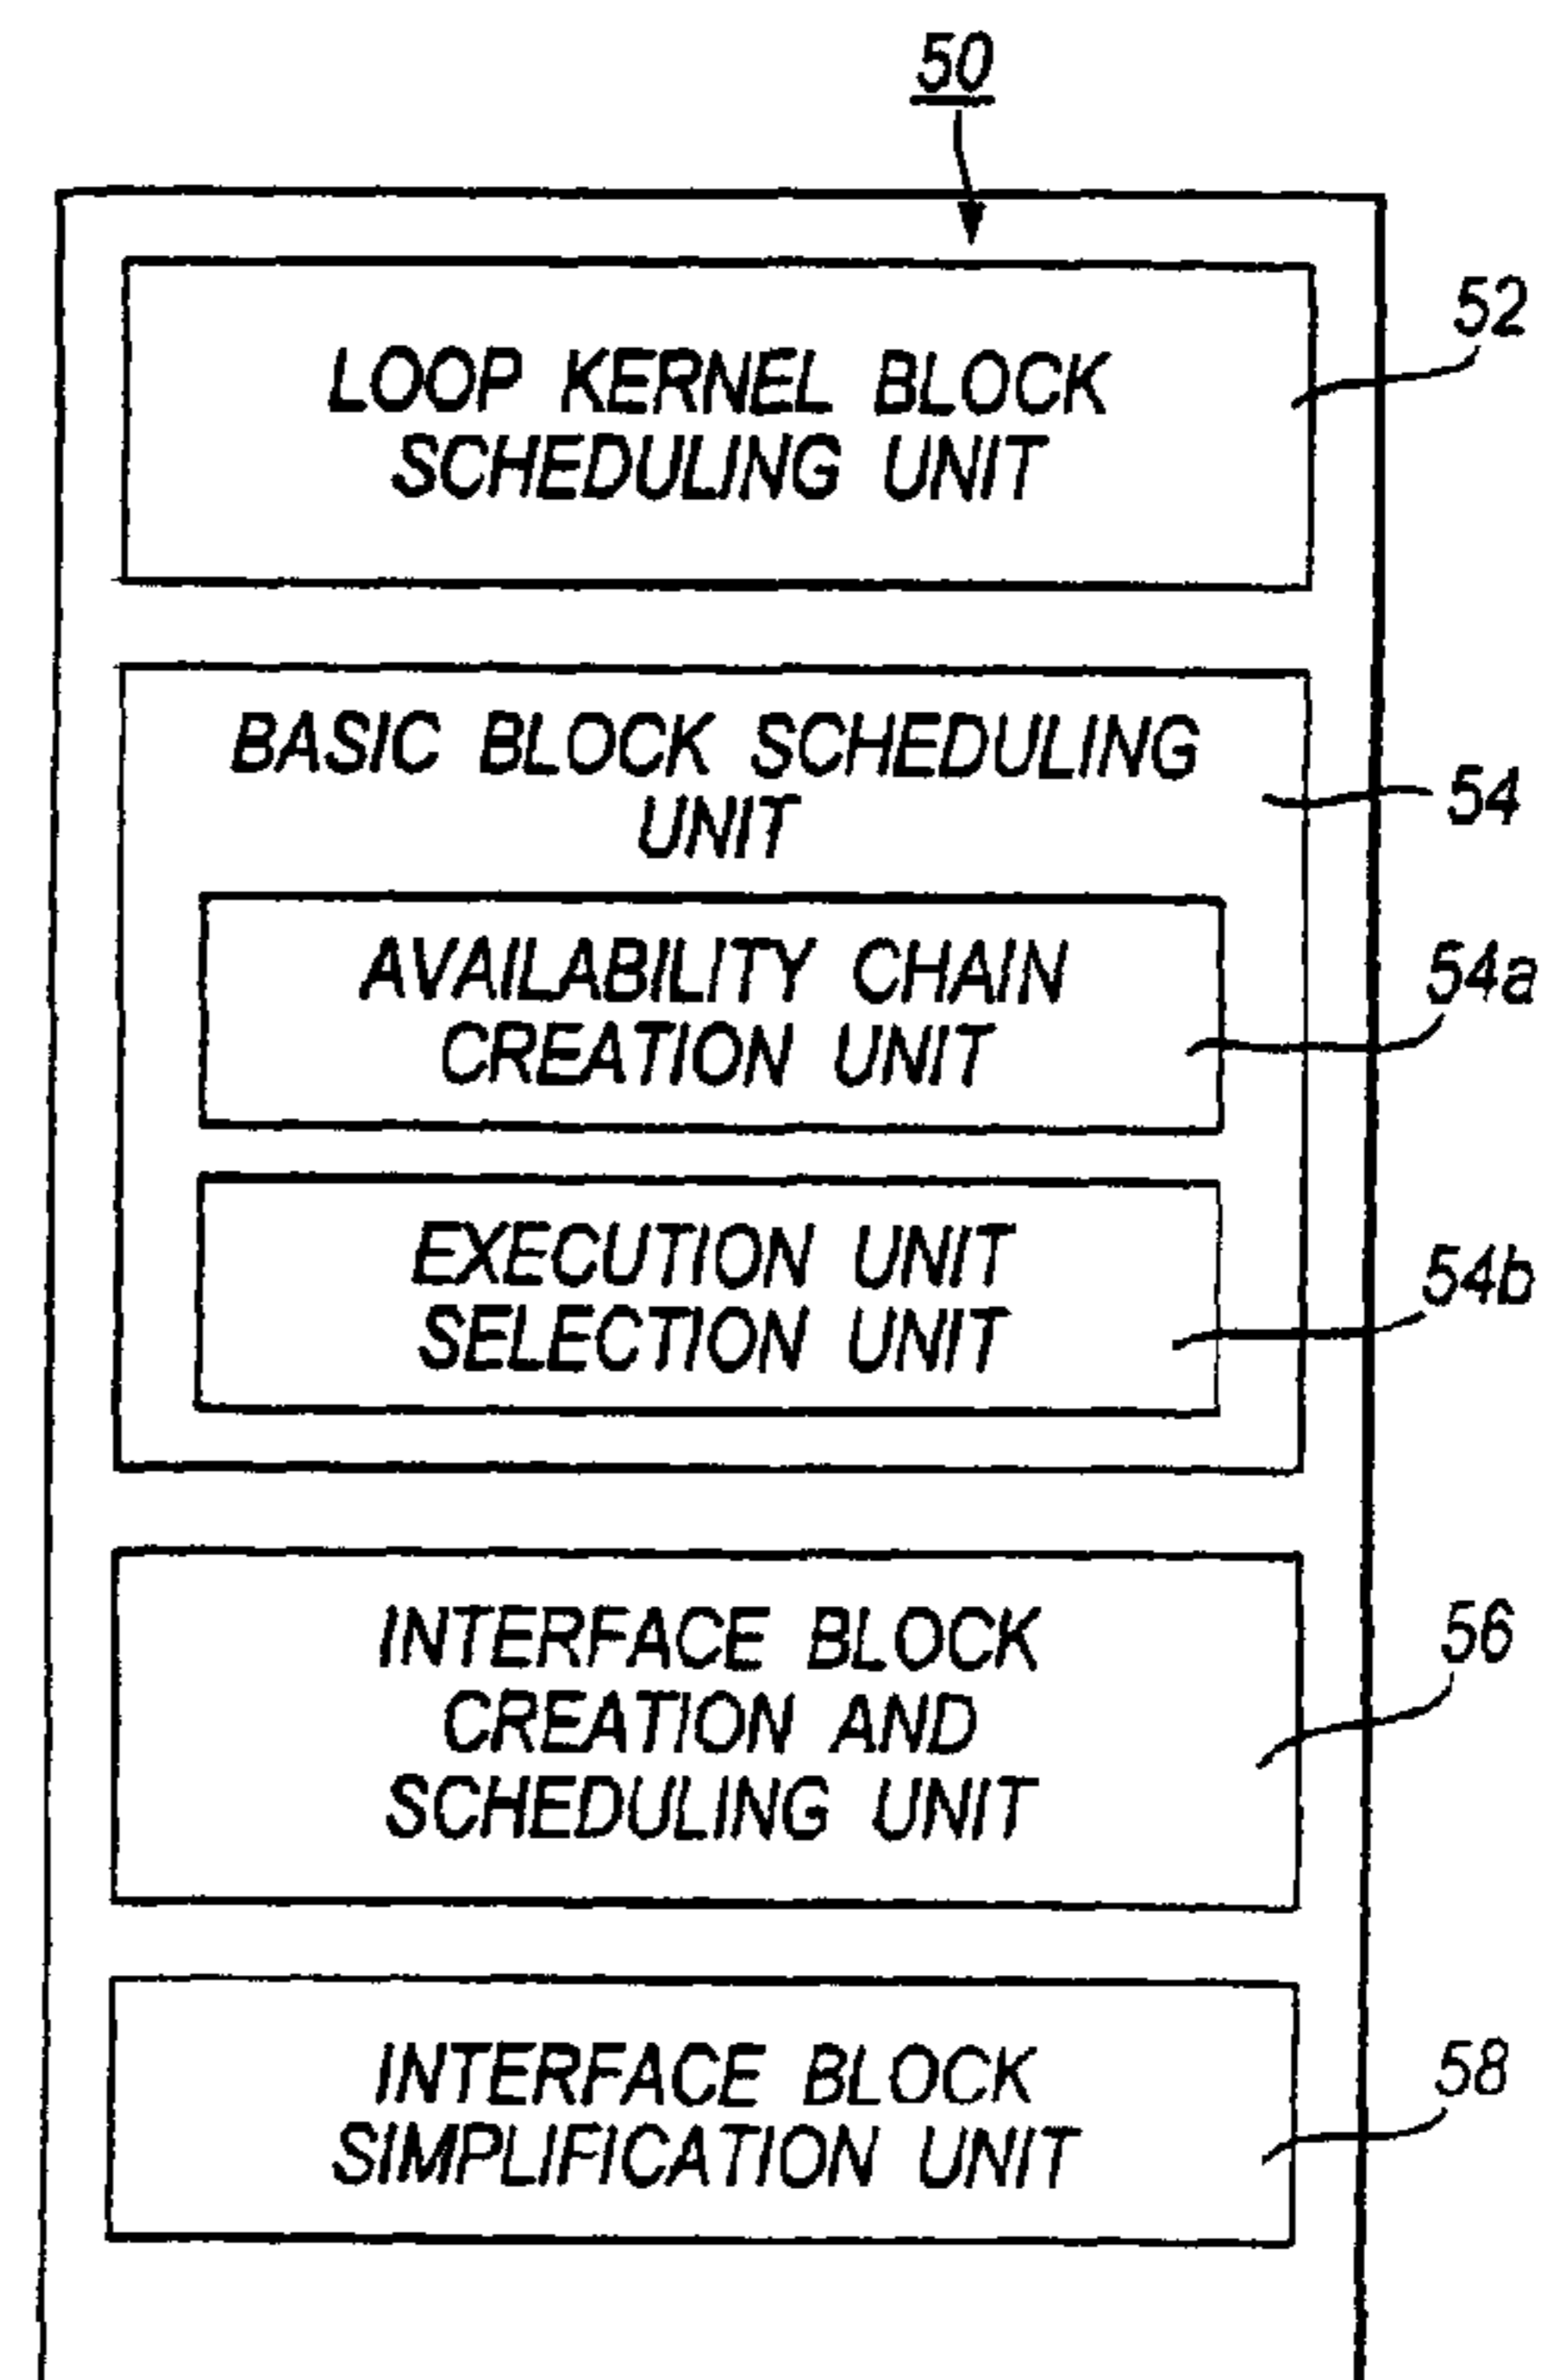 50
LOOP KERNEL BLOCK
SCHEDULING UNIT
52
BASIC BLOCK SCHEDULING
UNIT
54
AVAILABILITY CHAIN
CREATION UNIT
54a
EXECUTION UNIT
SELECTION UNIT
54b
INTERFACE BLOCK
CREATION AND
SCHEDULING UNIT
56
INTERFACE BLOCK
SIMPLIFICATION UNIT
58